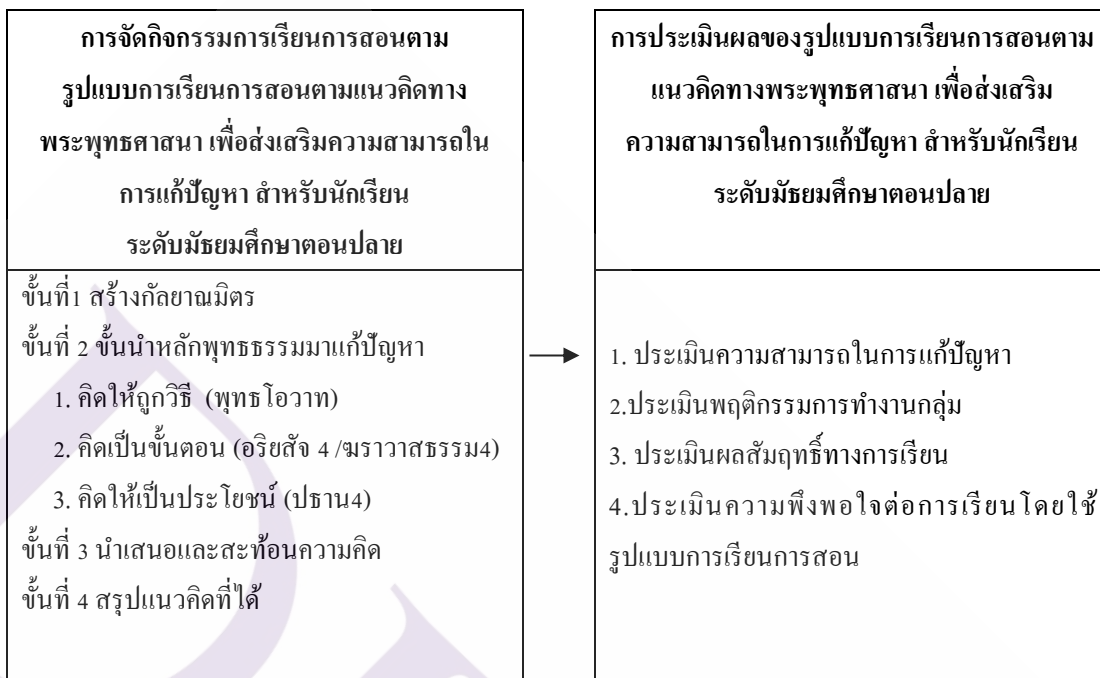 การจัดกิจกรรมการเรียนการสอนตาม
รูปแบบการเรียนการสอนตามแนวคิดทาง
พระพุทธศาสนา เพื่อส่งเสริมความสามารถใน
การแก้ปัญหา สำหรับนักเรียน
ระดับมัธยมศึกษาตอนปลาย
ขั้นที่1 สร้างกัลยาณมิตร
ขั้นที่ 2 ขั้นนำหลักพุทธธรรมมาแก้ปัญหา
1. คิดให้ถูกวิธี (พุทธโอวาท)
2. คิดเป็นขั้นตอน (อริยสัจ 4 /ฆราวาสธรรม4)
3. คิดให้เป็นประโยชน์ (ปธาน4)
ขั้นที่ 3 นำเสนอและสะท้อนความคิด
ขั้นที่ 4 สรุปแนวคิดที่ได้
การประเมินผลของรูปแบบการเรียนการสอนตาม
แนวคิดทางพระพุทธศาสนา เพื่อส่งเสริม
ความสามารถในการแก้ปัญหา สำหรับนักเรียน
ระดับมัธยมศึกษาตอนปลาย
1. ประเมินความสามารถในการแก้ปัญหา
2.ประเมินพฤติกรรมการทำงานกลุ่ม
3. ประเมินผลสัมฤทธิ์ทางการเรียน
4.ประเมินความพึงพอใจต่อการเรียนโดยใช้
รูปแบบการเรียนการสอน